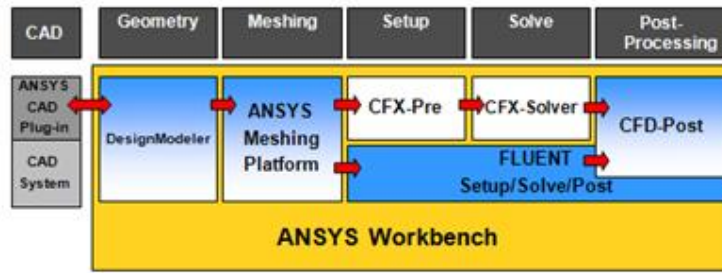 CAD
Geometry
Meshing
Setup
Solve
Post-
Processing
ANSYS
CAD
Plug-in
CAD
System
DesignModeler
ANSYS
Meshing
Platform
CFX-Pre
CFX-Solver
CFD-Post
FLUENT
Setup/Solve/Post
ANSYS Workbench